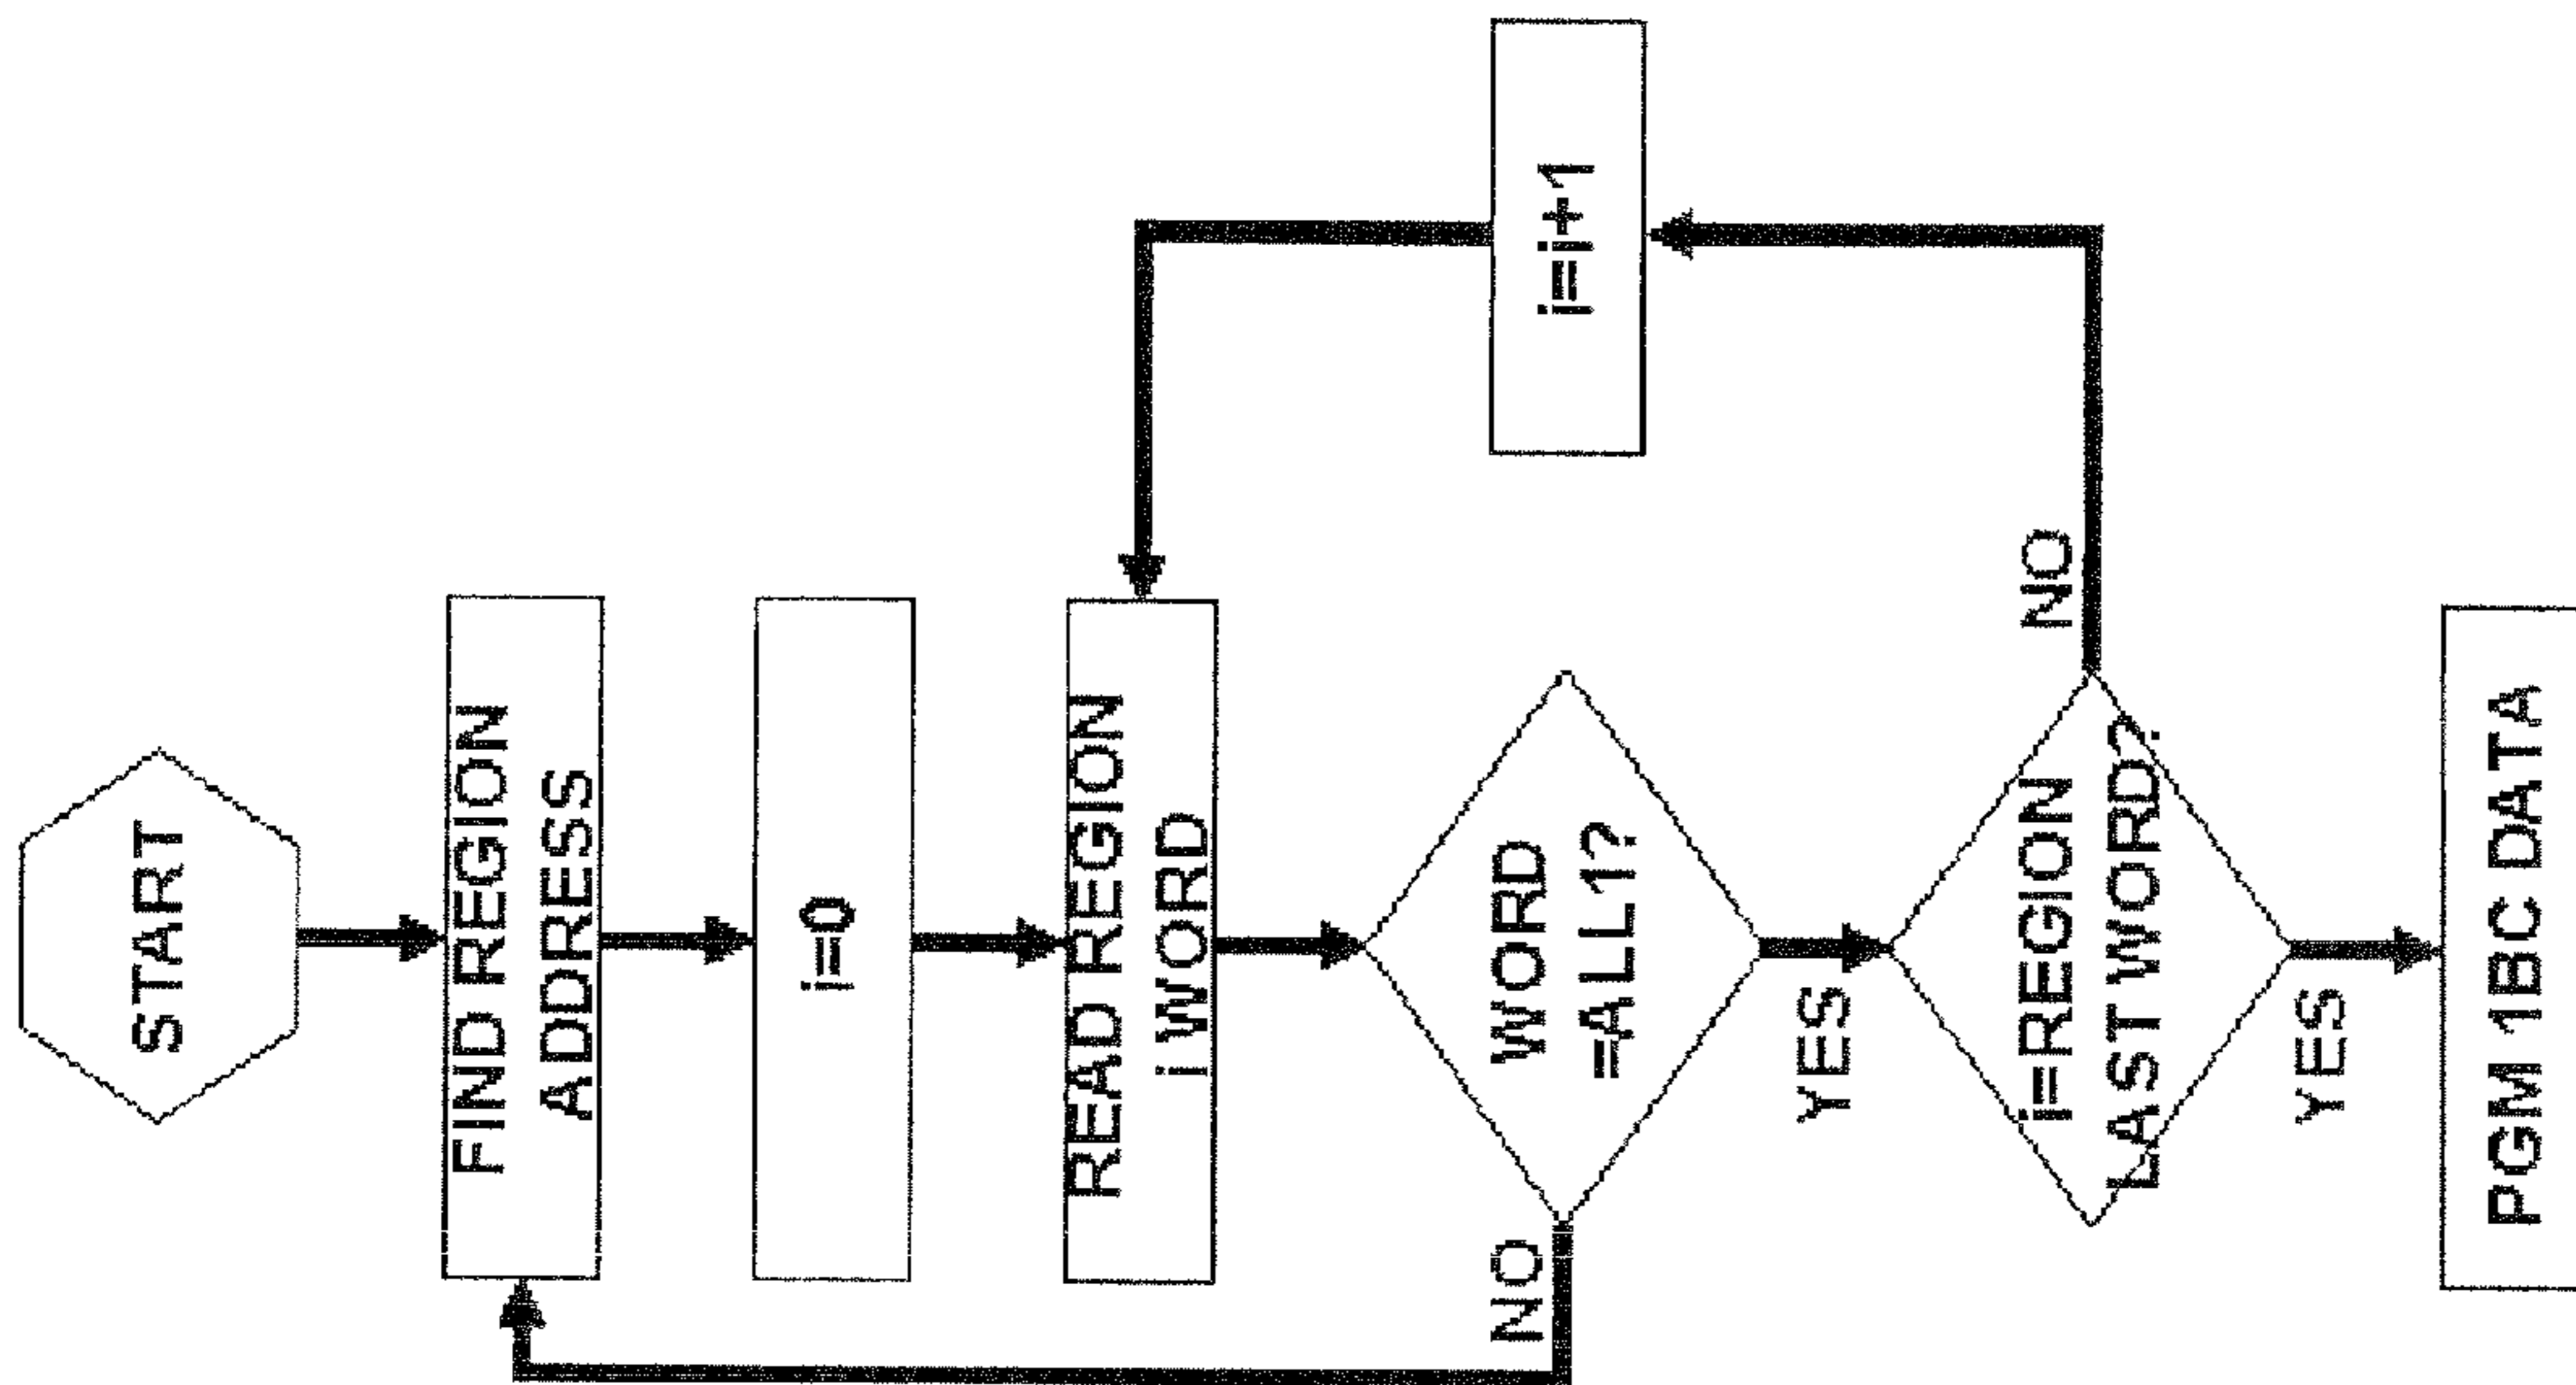 START
FIND REGION
ADDRESS
i=0
READ REGION
i WORD
WORD
=ALL1?
NO
YES
i=REGION
LAST WORD?
NO
i=i+1
YES
PGM 1BC DATA